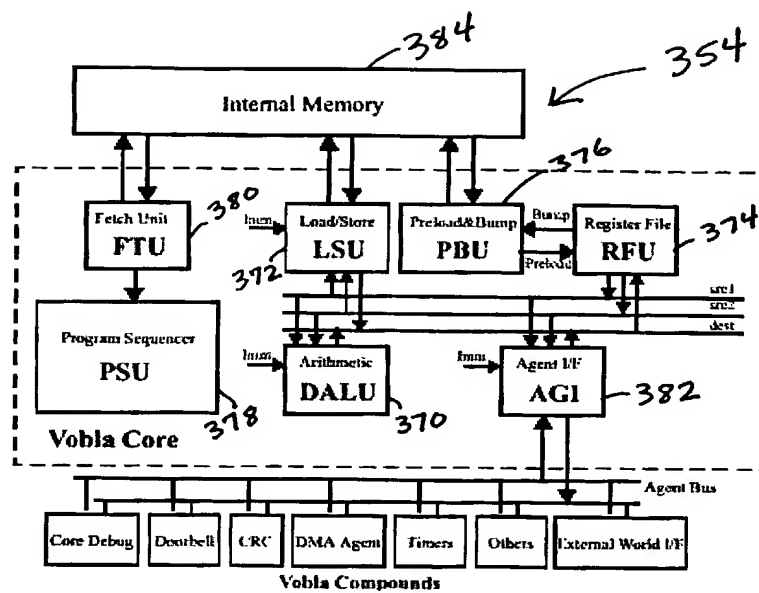 384
354
Internal Memory
376
Fetch Unit
FTU
380
Imm
Load/Store
LSU
372
Preload&Bump
PBU
Bump
Preload
Register File
RFU
374
src1
src2
dest
Program Sequencer
PSU
378
Imm
Arithmetic
DALU
370
Imm
Agent I/F
AGI
382
Vobla Core
Agent Bus
Core Debug
Doorbell
CRC
DMA Agent
Timers
Others
External World I/F
Vobla Compounds